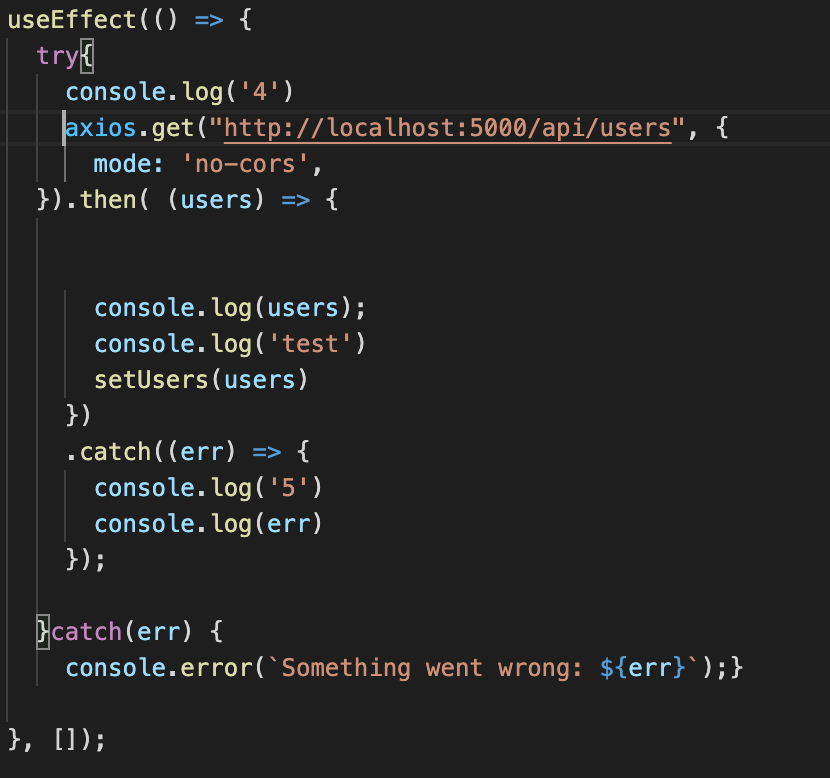 useEffect(() => {
try{
console.log('4')
axios.get("http://localhost:5000/api/users", {
mode: 'no-cors',
}).then( (users) => {
console.log(users);
console.log('test')
setUsers(users)
})
.catch((err) => {
console.log('5')
console.log(err)
});
}catch(err) {
console.error(`Something went wrong: ${err}`);}
}, []);